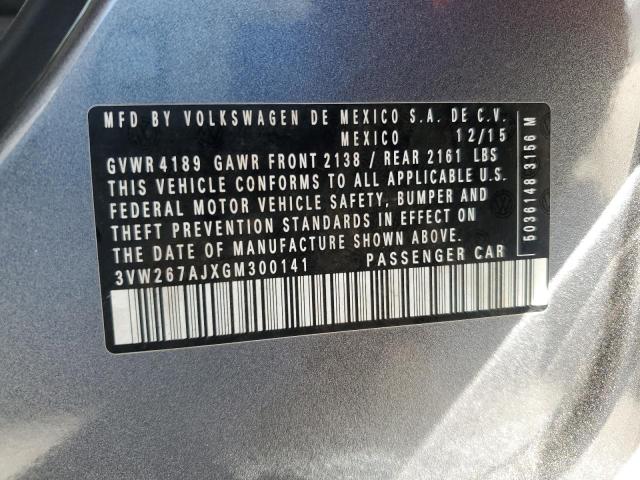 MFD BY VOLKSWAGEN DE MEXICO S.A. DE C.V.
MEXICO 12/15
GVWR 4189 GAWR FRONT 2138 / REAR 2161 LBS
THIS VEHICLE CONFORMS TO ALL APPLICABLE U.S.
FEDERAL MOTOR VEHICLE SAFETY, BUMPER AND
THEFT PREVENTION STANDARDS IN EFFECT ON
THE DATE OF MANUFACTURE SHOWN ABOVE.
3VW267AJXGM300141 PASSENGER CAR
5036148 3156 M